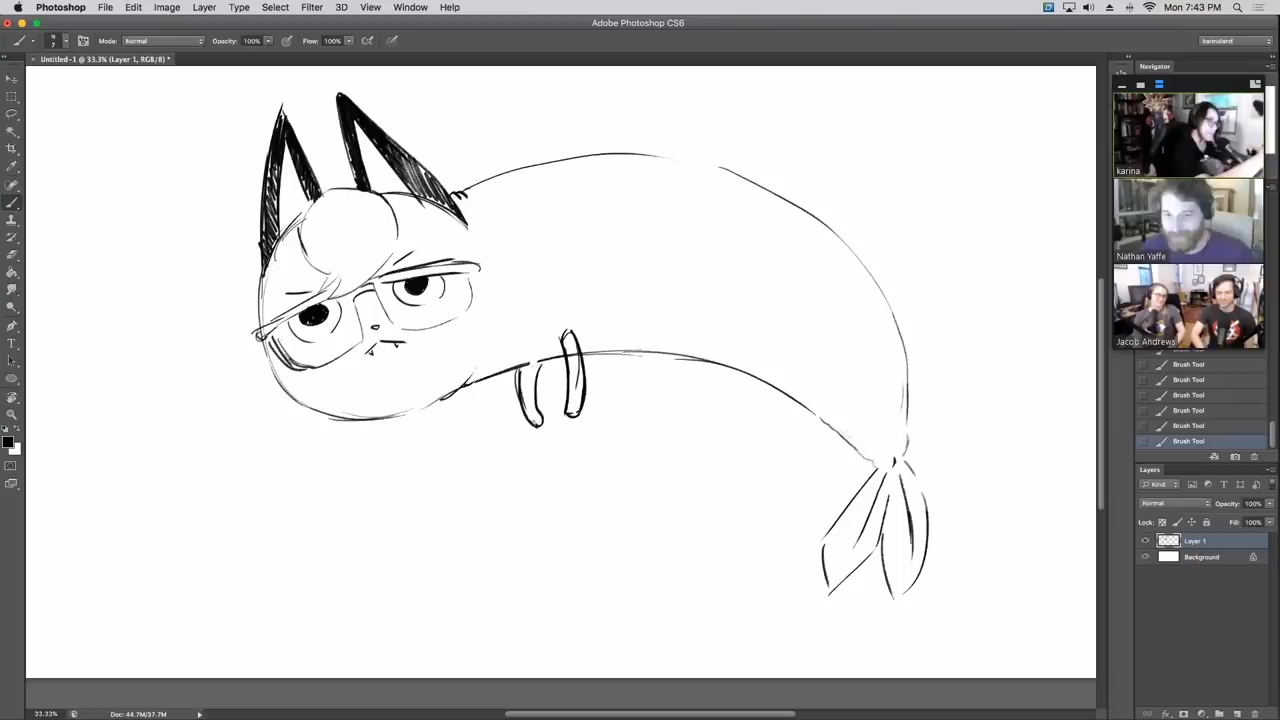 Photoshop File Edit Image Layer Type Select Filter 3D View Window Help Mon 7:43 PM
Adobe Photoshop CS6
7 Mode: Normal Opacity: 100% Flow: 100% karinaland
Untitled-1 @ 33.3% (Layer 1, RGB/8) *
Navigator
karina
Nathan Yaffe
Jacob Andrews
Brush Tool
Brush Tool
Brush Tool
Brush Tool
Brush Tool
Brush Tool
Layers
Kind
Normal Opacity: 100%
Lock: Fill: 100%
Layer 1
Background
33.33% Doc: 44.7M/37.7M